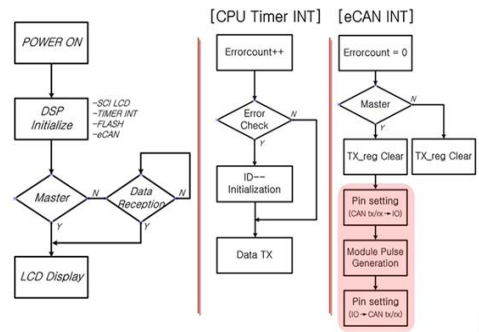 POWER ON
DSP
Initialize
-SCI LCD
-TIMER INT
-FLASH
-eCAN
Master
N
Data
Reception
N
Y
Y
LCD Display
[CPU Timer INT]
Errorcount++
Error
Check
N
Y
ID--
Initialization
Data TX
[eCAN INT]
Errorcount = 0
Master
N
Y
TX_reg Clear
TX_reg Clear
Pin setting
(CAN tx/rx→IO)
Module Pulse
Generation
Pin setting
(IO→CAN tx/rx)